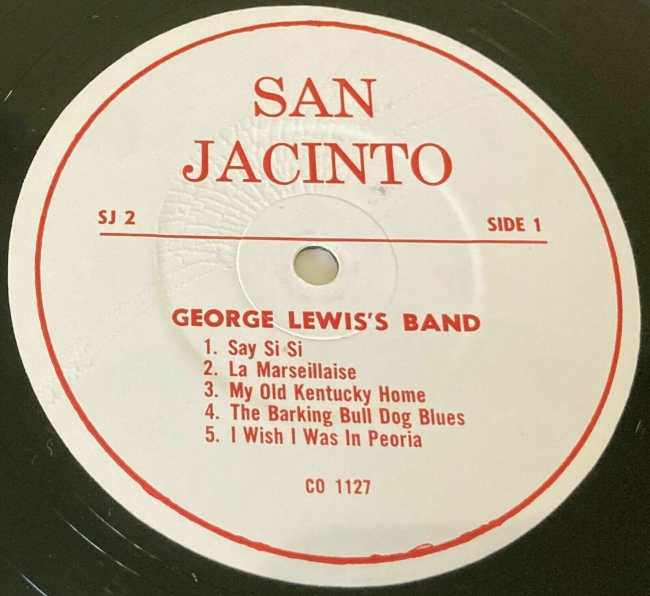 SAN
JACINTO
SJ 2 SIDE 1
GEORGE LEWIS'S BAND
1. Say Si Si
2. La Marseillaise
3. My Old Kentucky Home
4. The Barking Bull Dog Blues
5. I Wish I Was In Peoria
CO 1127